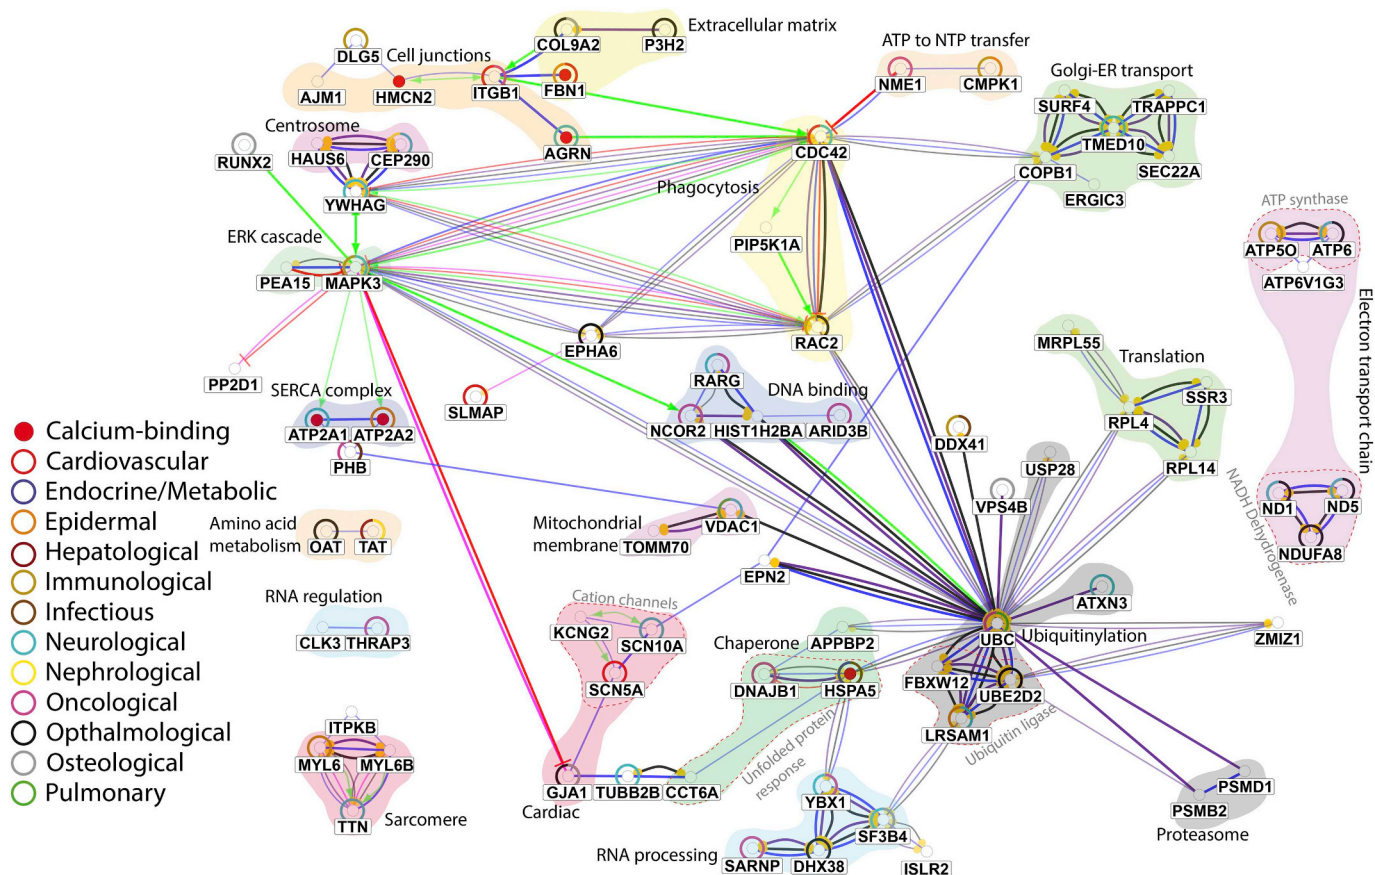 Extracellular matrix
COL9A2
P3H2
DLG5
Cell junctions
ATP to NTP transfer
AJM1
HMCN2
ITGB1
FBN1
NME1
CMPK1
Golgi-ER transport
SURF4
TRAPPC1
TMED10
COPB1
SEC22A
ERGIC3
Centrosome
RUNX2
HAUS6
CEP290
AGRN
CDC42
YWHAG
Phagocytosis
PIP5K1A
ERK cascade
PEA15
MAPK3
ATP synthase
ATP5O
ATP6
ATP6V1G3
Electron transport chain
EPHA6
RAC2
MRPL55
Translation
SSR3
RPL4
RPL14
PP2D1
SLMAP
SERCA complex
ATP2A1
ATP2A2
PHB
RARG
DNA binding
NCOR2
HIST1H2BA
ARID3B
DDX41
USP28
VPS4B
NADH Dehydrogenase
ND1
ND5
NDUFA8
Calcium-binding
Cardiovascular
Endocrine/Metabolic
Epidermal
Hepatological
Immunological
Infectious
Neurological
Nephrological
Oncological
Opthalmological
Osteological
Pulmonary
Amino acid
metabolism
OAT
TAT
Mitochondrial
membrane
TOMM70
VDAC1
EPN2
ATXN3
RNA regulation
CLK3
THRAP3
Cation channels
KCNG2
SCN10A
SCN5A
Chaperone
APPBP2
DNAJB1
HSPA5
UBC
Ubiquitinylation
ZMIZ1
FBXW12
UBE2D2
LRSAM1
Ubiquitin ligase
Unfolded protein
response
ITPKB
MYL6
MYL6B
TTN
Sarcomere
GJA1
TUBB2B
CCT6A
Cardiac
YBX1
SF3B4
RNA processing
SARNP
DHX38
ISLR2
PSMD1
PSMB2
Proteasome